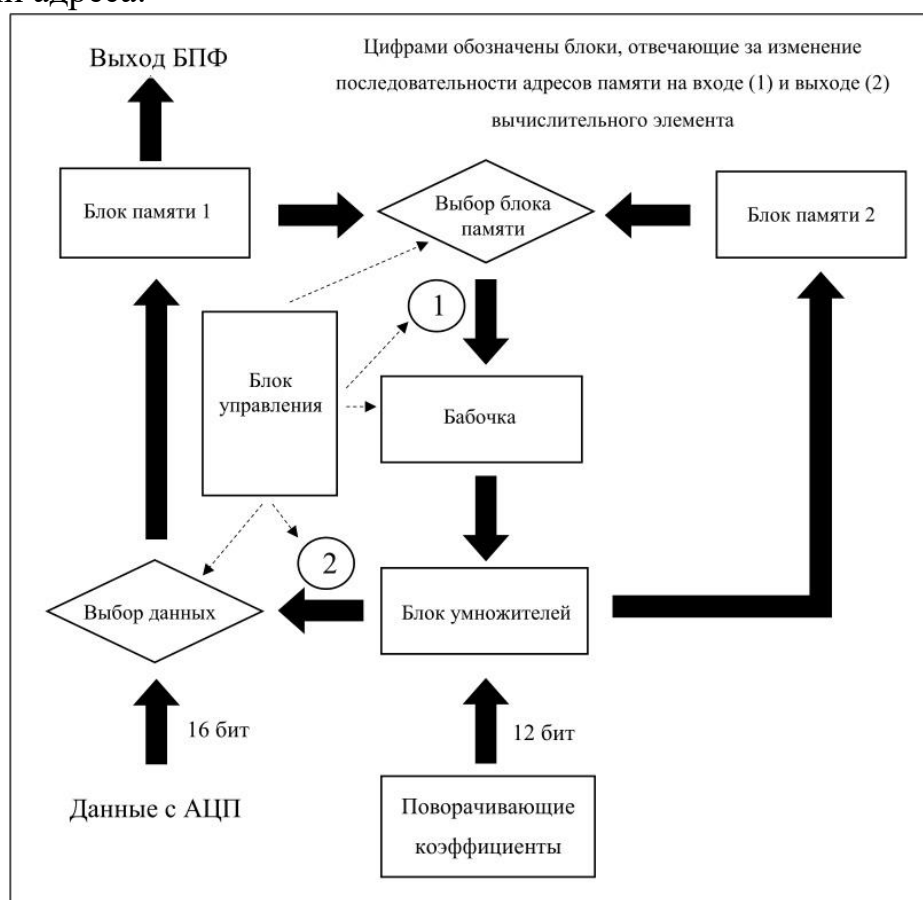 адреса.
Выход БПФ
Цифрами обозначены блоки, отвечающие за изменение
последовательности адресов памяти на входе (1) и выходе (2)
вычислительного элемента
Блок памяти 1
Выбор блока
памяти
Блок памяти 2
1
Блок
управления
Бабочка
2
Выбор данных
Блок умножителей
16 бит
12 бит
Данные с АЦП
Поворачивающие
коэффициенты